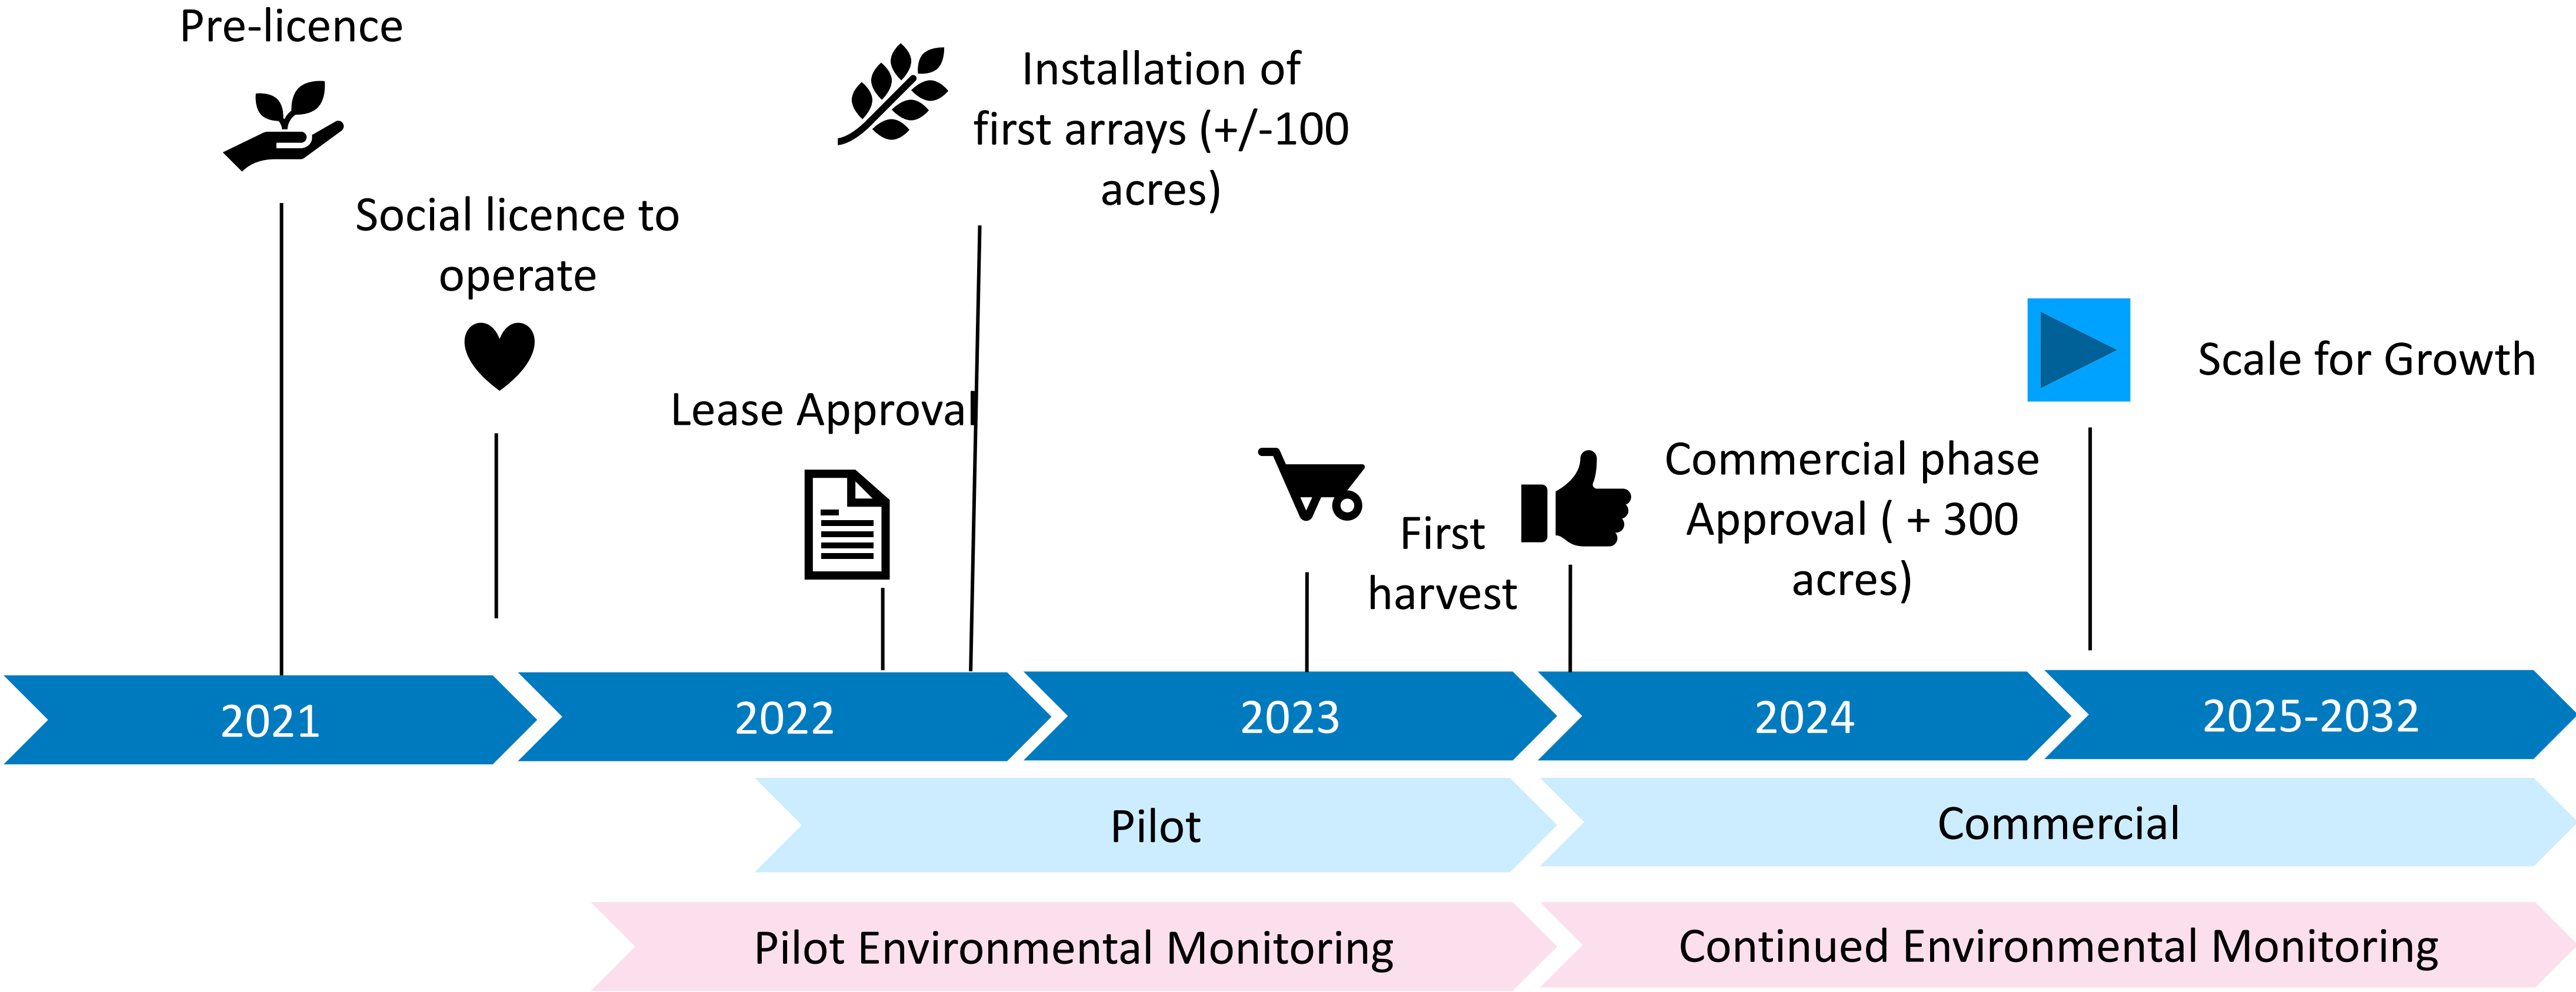 Pre-licence
Social licence to
operate
Lease Approval
Installation of
first arrays (+/-100
acres)
First
harvest
Commercial phase
Approval ( + 300
acres)
Scale for Growth
2021
2022
2023
2024
2025-2032
Pilot
Commercial
Pilot Environmental Monitoring
Continued Environmental Monitoring